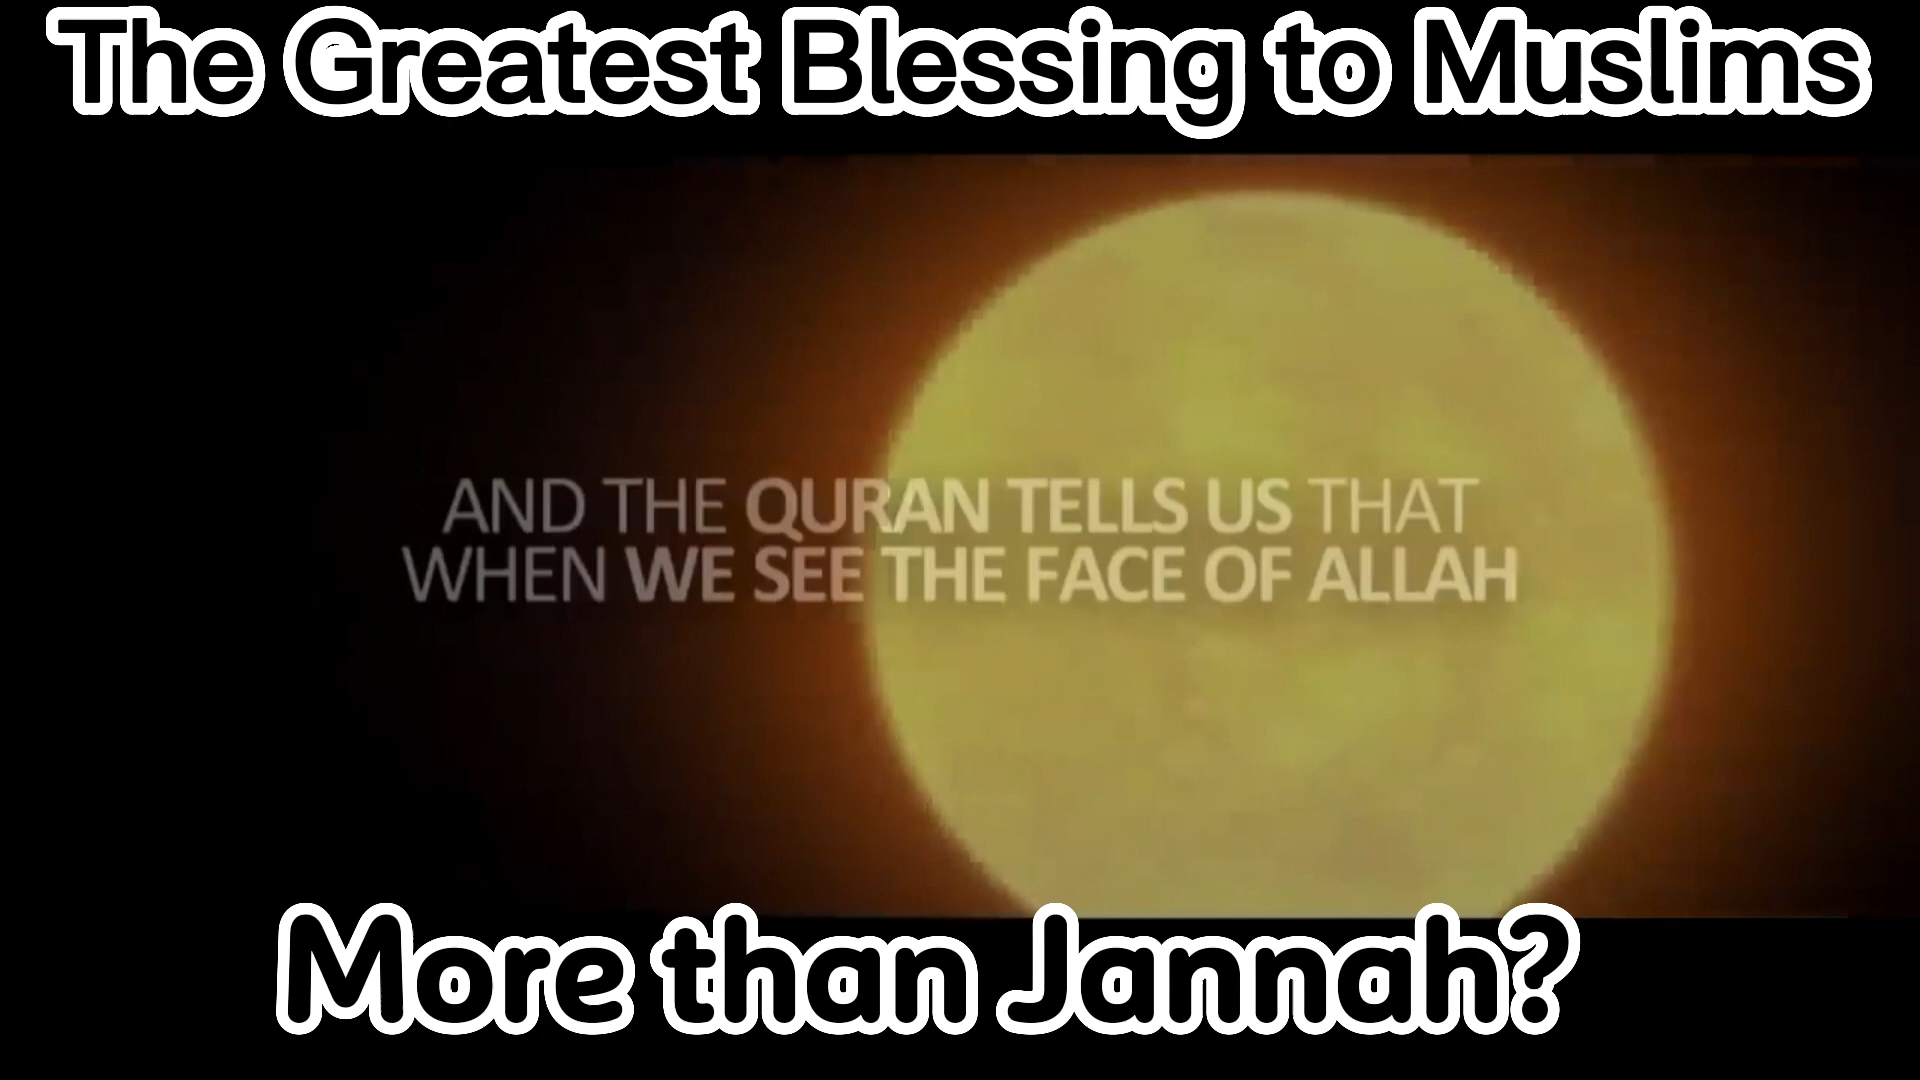 The Greatest Blessing to Muslims
AND THE QURAN TELLS US THAT
WHEN WE SEE THE FACE OF ALLAH
More than Jannah?